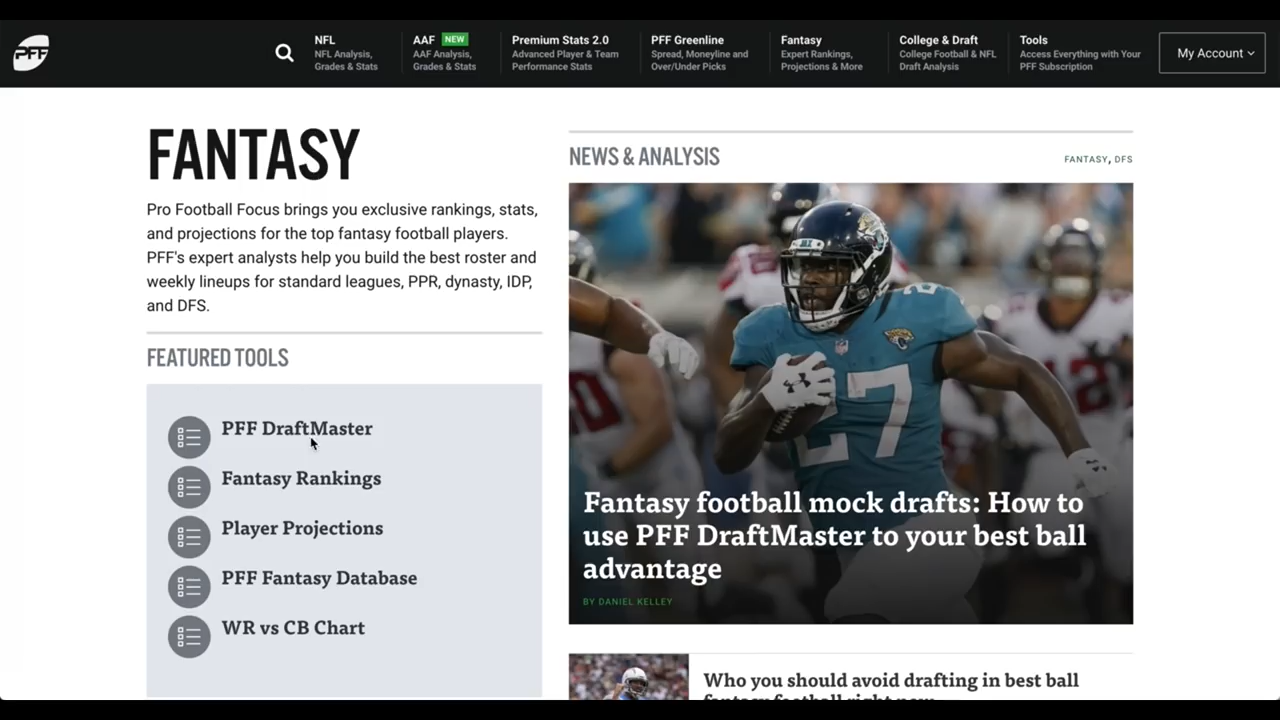 PFF
NFL
NFL Analysis,
Grades & Stats
AAF NEW
AAF Analysis,
Grades & Stats
Premium Stats 2.0
Advanced Player & Team
Performance Stats
PFF Greenline
Spread, Moneyline and
Over/Under Picks
Fantasy
Expert Rankings,
Projections & More
College & Draft
College Football & NFL
Draft Analysis
Tools
Access Everything with Your
PFF Subscription
My Account
FANTASY
Pro Football Focus brings you exclusive rankings, stats,
and projections for the top fantasy football players.
PFF's expert analysts help you build the best roster and
weekly lineups for standard leagues, PPR, dynasty, IDP,
and DFS.
FEATURED TOOLS
PFF DraftMaster
Fantasy Rankings
Player Projections
PFF Fantasy Database
WR vs CB Chart
NEWS & ANALYSIS
FANTASY, DFS
27
Fantasy football mock drafts: How to
use PFF DraftMaster to your best ball
advantage
BY DANIEL KELLEY
Who you should avoid drafting in best ball
fantasy football right now